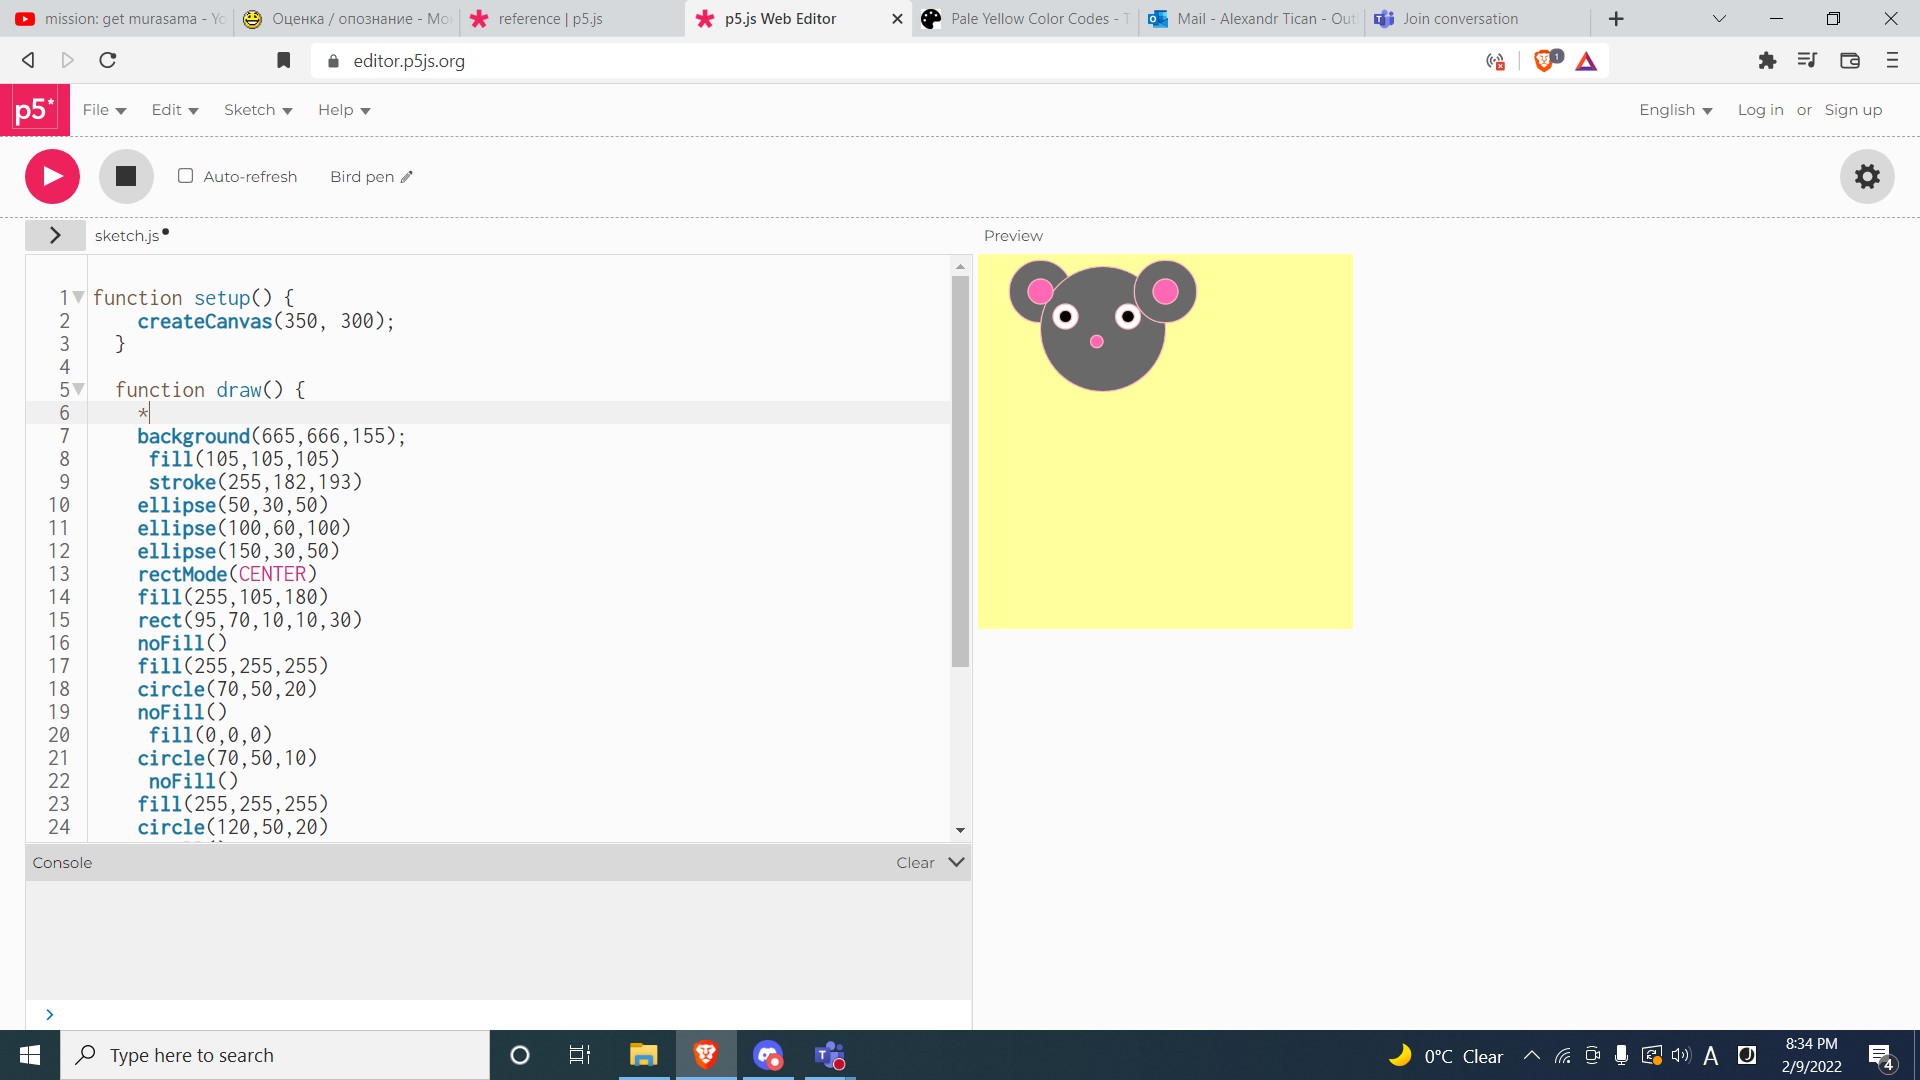 mission: get murasama - Yo
Оценка / опознание - Мо
reference | p5.js
p5.js Web Editor
Pale Yellow Color Codes - T
Mail - Alexandr Tican - Out
Join conversation
editor.p5js.org
1
p5*
File
Edit
Sketch
Help
English
Log in or Sign up
Auto-refresh
Bird pen
sketch.js
Preview
1 function setup() {
2 createCanvas(350, 300);
3 }
4
5 function draw() {
6 *
7 background(665,666,155);
8 fill(105,105,105)
9 stroke(255,182,193)
10 ellipse(50,30,50)
11 ellipse(100,60,100)
12 ellipse(150,30,50)
13 rectMode(CENTER)
14 fill(255,105,180)
15 rect(95,70,10,10,30)
16 noFill()
17 fill(255,255,255)
18 circle(70,50,20)
19 noFill()
20 fill(0,0,0)
21 circle(70,50,10)
22 noFill()
23 fill(255,255,255)
24 circle(120,50,20)
Console
Clear
>
Type here to search
0°C Clear
A
8:34 PM
2/9/2022
4